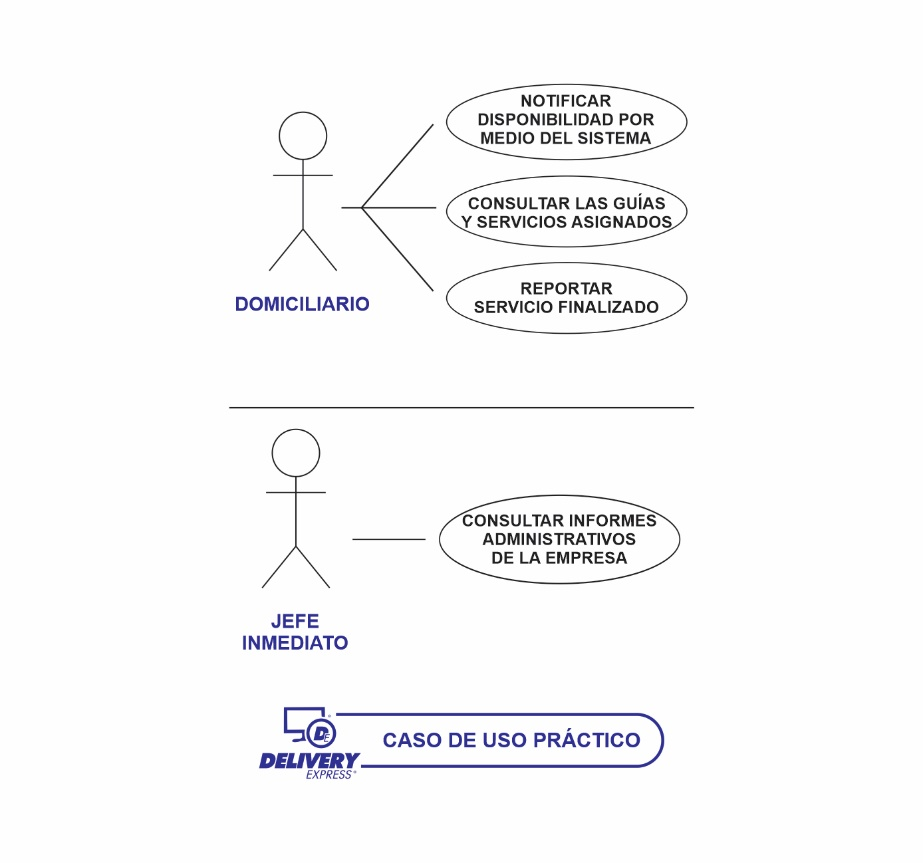 NOTIFICAR
DISPONIBILIDAD POR
MEDIO DEL SISTEMA
CONSULTAR LAS GUÍAS
Y SERVICIOS ASIGNADOS
REPORTAR
SERVICIO FINALIZADO
DOMICILIARIO
CONSULTAR INFORMES
ADMINISTRATIVOS
DE LA EMPRESA
JEFE
INMEDIATO
DE
DELIVERY
EXPRESS®
CASO DE USO PRÁCTICO